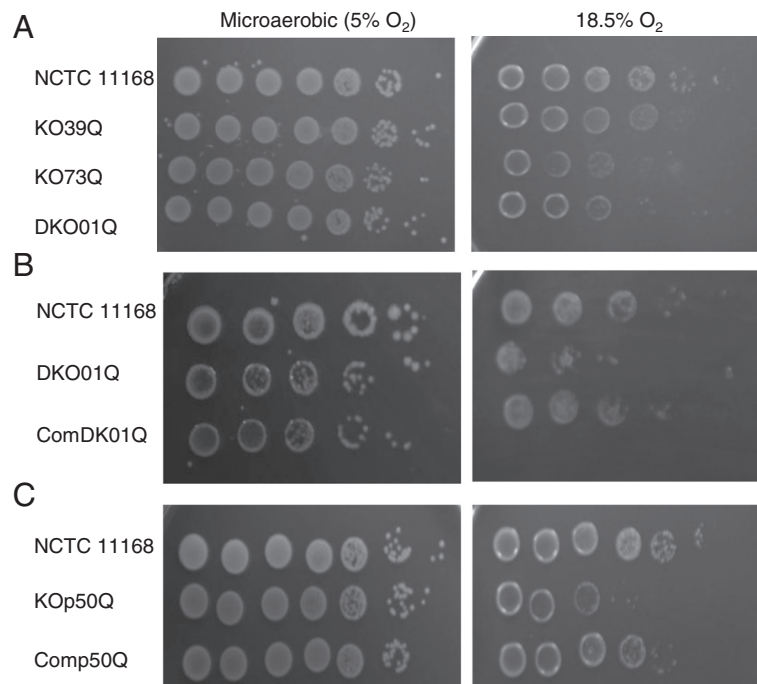 Microaerobic (5% O₂) 18.5% O₂
A
NCTC 11168
KO39Q
KO73Q
DKO01Q
B
NCTC 11168
DKO01Q
ComDK01Q
C
NCTC 11168
KOp50Q
Comp50Q